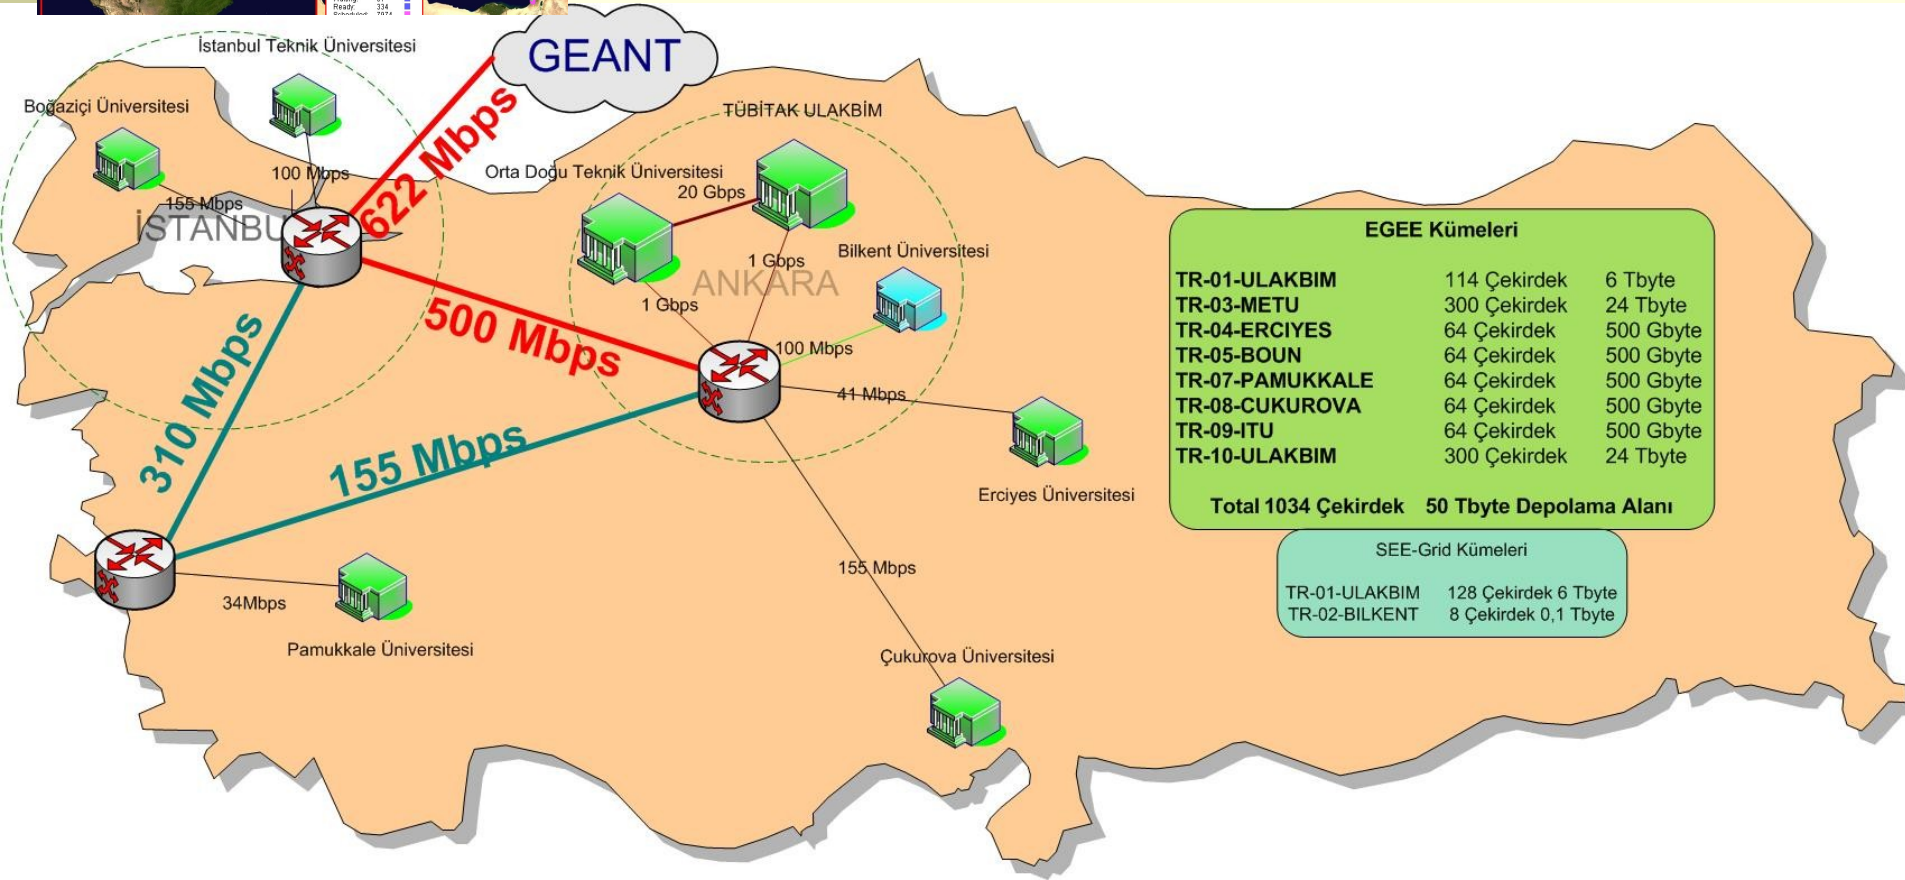 Ready: 334
İstanbul Teknik Üniversitesi
GEANT
Boğaziçi Üniversitesi
622 Mbps
TÜBİTAK ULAKBİM
Orta Doğu Teknik Üniversitesi
100 Mbps
20 Gbps
155 Mbps
İSTANBU
Bilkent Üniversitesi
1 Gbps
ANKARA
1 Gbps
500 Mbps
100 Mbps
310 Mbps
41 Mbps
155 Mbps
Erciyes Üniversitesi
155 Mbps
34Mbps
Pamukkale Üniversitesi
Çukurova Üniversitesi
EGEE Kümeleri
TR-01-ULAKBIM 114 Çekirdek 6 Tbyte
TR-03-METU 300 Çekirdek 24 Tbyte
TR-04-ERCIYES 64 Çekirdek 500 Gbyte
TR-05-BOUN 64 Çekirdek 500 Gbyte
TR-07-PAMUKKALE 64 Çekirdek 500 Gbyte
TR-08-CUKUROVA 64 Çekirdek 500 Gbyte
TR-09-ITU 64 Çekirdek 500 Gbyte
TR-10-ULAKBIM 300 Çekirdek 24 Tbyte
Total 1034 Çekirdek 50 Tbyte Depolama Alanı
SEE-Grid Kümeleri
TR-01-ULAKBIM 128 Çekirdek 6 Tbyte
TR-02-BILKENT 8 Çekirdek 0,1 Tbyte